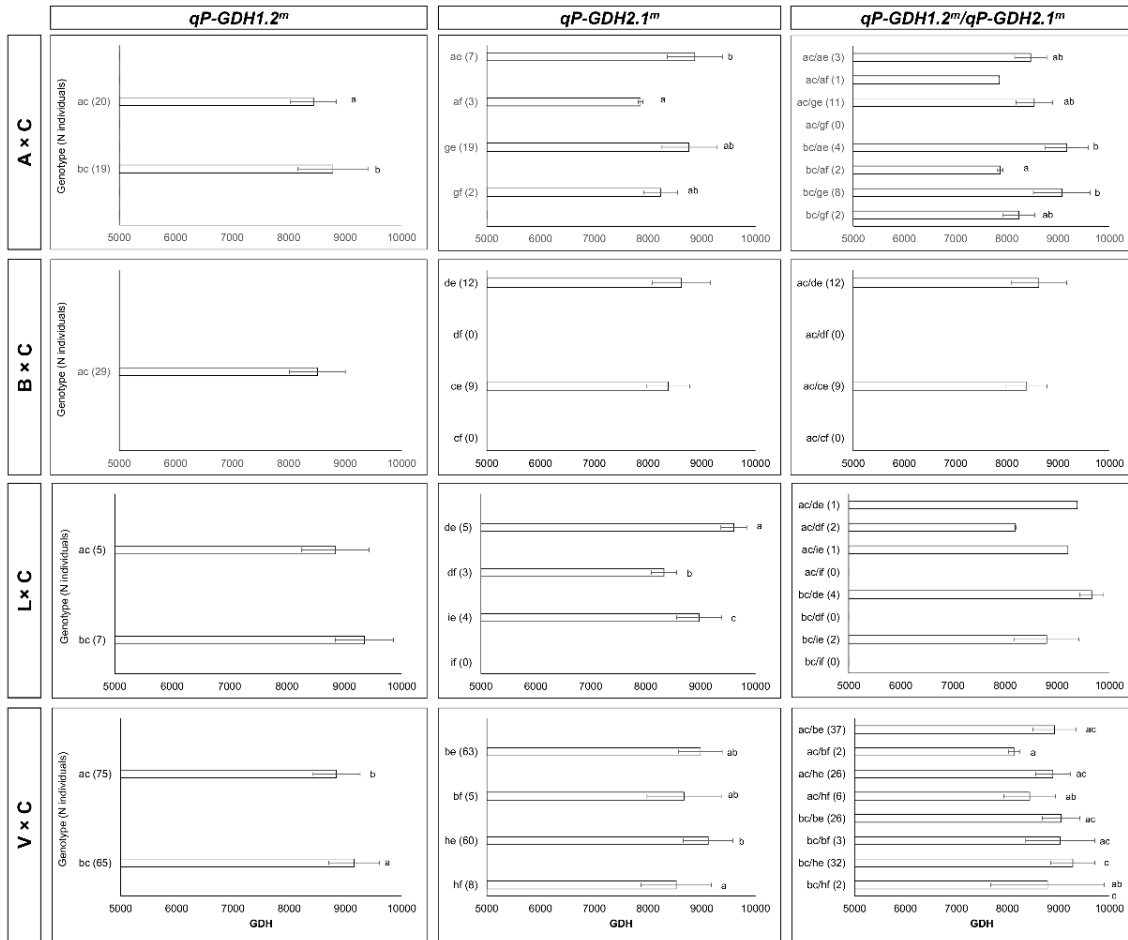 qP-GDH1.2ᵐ
qP-GDH2.1ᵐ
qP-GDH1.2ᵐ/qP-GDH2.1ᵐ
A × C
Genotype (N individuals)
ac (20)
a
bc (19)
b
5000 6000 7000 8000 9000 10000
ae (7)
b
af (3)
a
ge (19)
ab
gf (2)
ab
5000 6000 7000 8000 9000 10000
ac/ae (3)
ab
ac/af (1)
ac/ge (11)
ab
ac/gf (0)
bc/ae (4)
b
bc/af (2)
a
bc/ge (8)
b
bc/gf (2)
ab
5000 6000 7000 8000 9000 10000
B × C
Genotype (N individuals)
ac (29)
5000 6000 7000 8000 9000 10000
de (12)
df (0)
ce (9)
cf (0)
5000 6000 7000 8000 9000 10000
ac/de (12)
ac/df (0)
ac/ce (9)
ac/cf (0)
5000 6000 7000 8000 9000 10000
L × C
Genotype (N individuals)
ac (5)
bc (7)
5000 6000 7000 8000 9000 10000
de (5)
a
df (3)
b
ie (4)
c
if (0)
5000 6000 7000 8000 9000 10000
ac/de (1)
ac/df (2)
ac/ie (1)
ac/if (0)
bc/de (4)
bc/df (0)
bc/ie (2)
bc/if (0)
5000 6000 7000 8000 9000 10000
V × C
Genotype (N individuals)
ac (75)
b
bc (65)
a
5000 6000 7000 8000 9000 10000
GDH
be (63)
ab
bf (5)
ab
he (60)
b
hf (8)
a
5000 6000 7000 8000 9000 10000
GDH
ac/be (37)
ac
ac/bf (2)
a
ac/he (26)
ac
ac/hf (6)
ab
bc/be (26)
ac
bc/bf (3)
ac
bc/he (32)
c
bc/hf (2)
ab
c
5000 6000 7000 8000 9000 10000
GDH